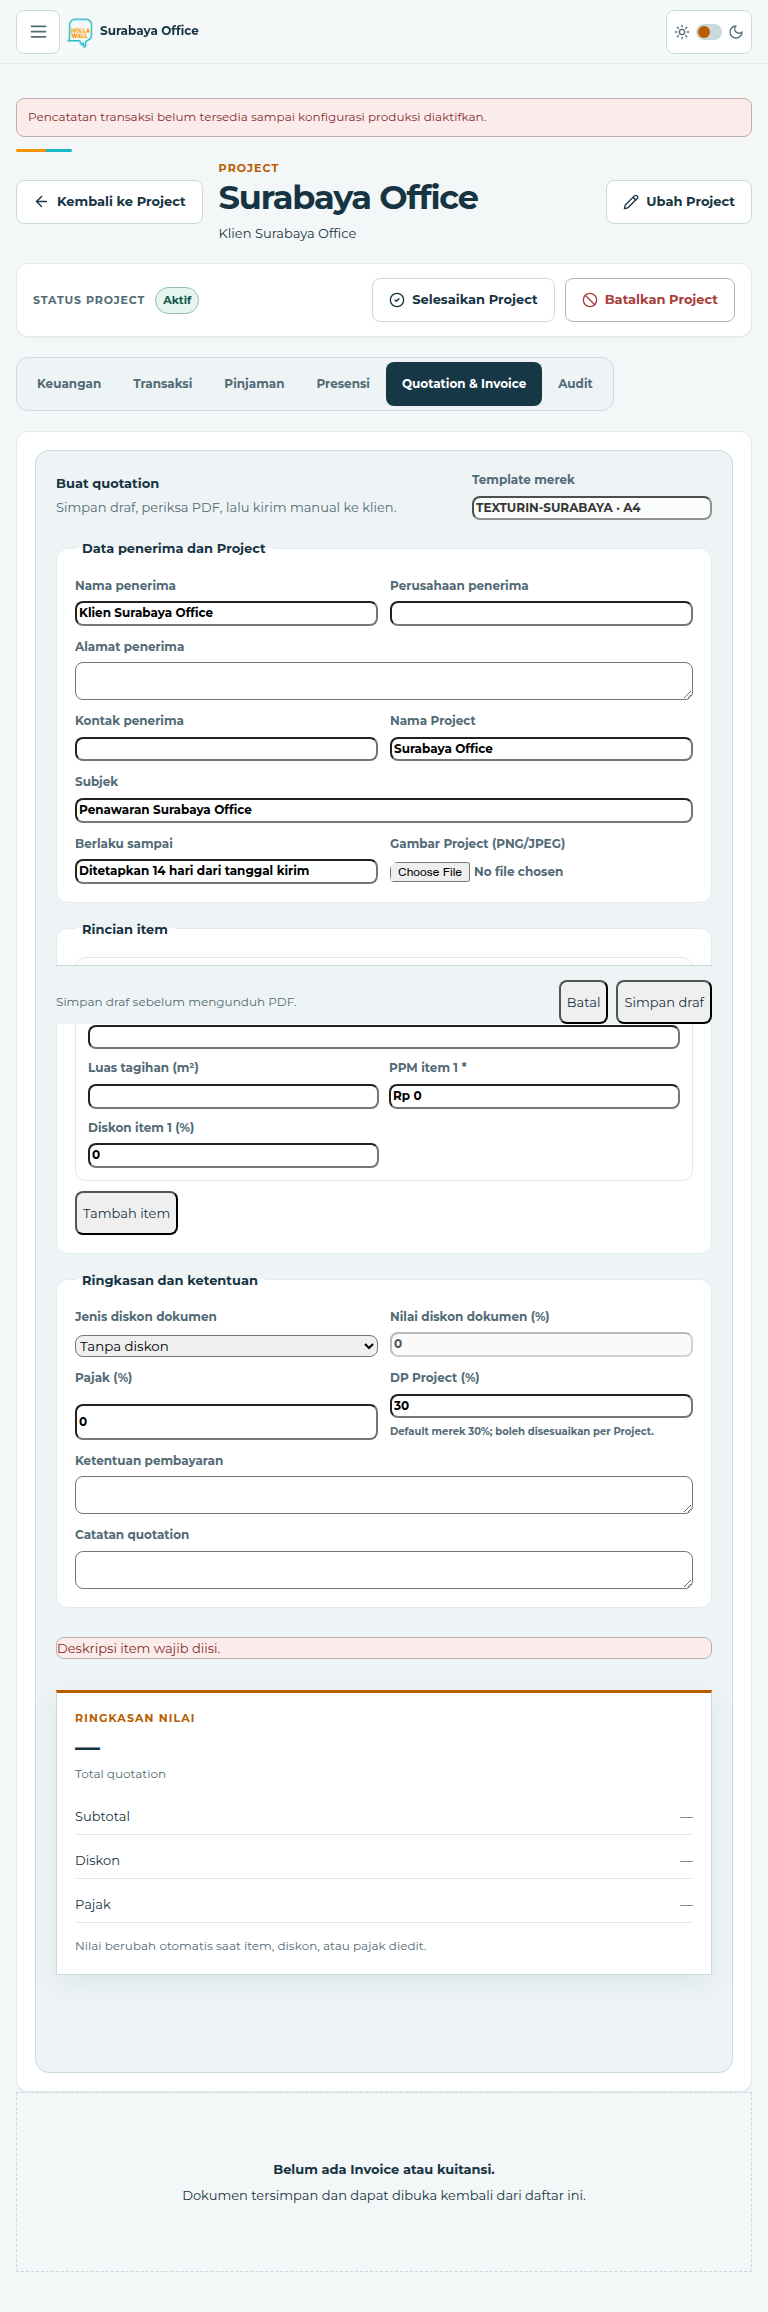 HOLLA WALL
Surabaya Office
Pencatatan transaksi belum tersedia sampai konfigurasi produksi diaktifkan.
Kembali ke Project
PROJECT
Surabaya Office
Klien Surabaya Office
Ubah Project
STATUS PROJECT
Aktif
Selesaikan Project
Batalkan Project
Keuangan
Transaksi
Pinjaman
Presensi
Quotation & Invoice
Audit
Buat quotation
Simpan draf, periksa PDF, lalu kirim manual ke klien.
Template merek
TEXTURIN-SURABAYA · A4
Data penerima dan Project
Nama penerima
Perusahaan penerima
Klien Surabaya Office
Alamat penerima
Kontak penerima
Nama Project
Surabaya Office
Subjek
Penawaran Surabaya Office
Berlaku sampai
Gambar Project (PNG/JPEG)
Ditetapkan 14 hari dari tanggal kirim
Choose File No file chosen
Rincian item
Simpan draf sebelum mengunduh PDF.
Batal
Simpan draf
Luas tagihan (m²)
PPM item 1 *
Rp 0
Diskon item 1 (%)
0
Tambah item
Ringkasan dan ketentuan
Jenis diskon dokumen
Nilai diskon dokumen (%)
Tanpa diskon
0
Pajak (%)
DP Project (%)
0
30
Default merek 30%; boleh disesuaikan per Project.
Ketentuan pembayaran
Catatan quotation
Deskripsi item wajib diisi.
RINGKASAN NILAI
—
Total quotation
Subtotal —
Diskon —
Pajak —
Nilai berubah otomatis saat item, diskon, atau pajak diedit.
Belum ada Invoice atau kuitansi.
Dokumen tersimpan dan dapat dibuka kembali dari daftar ini.